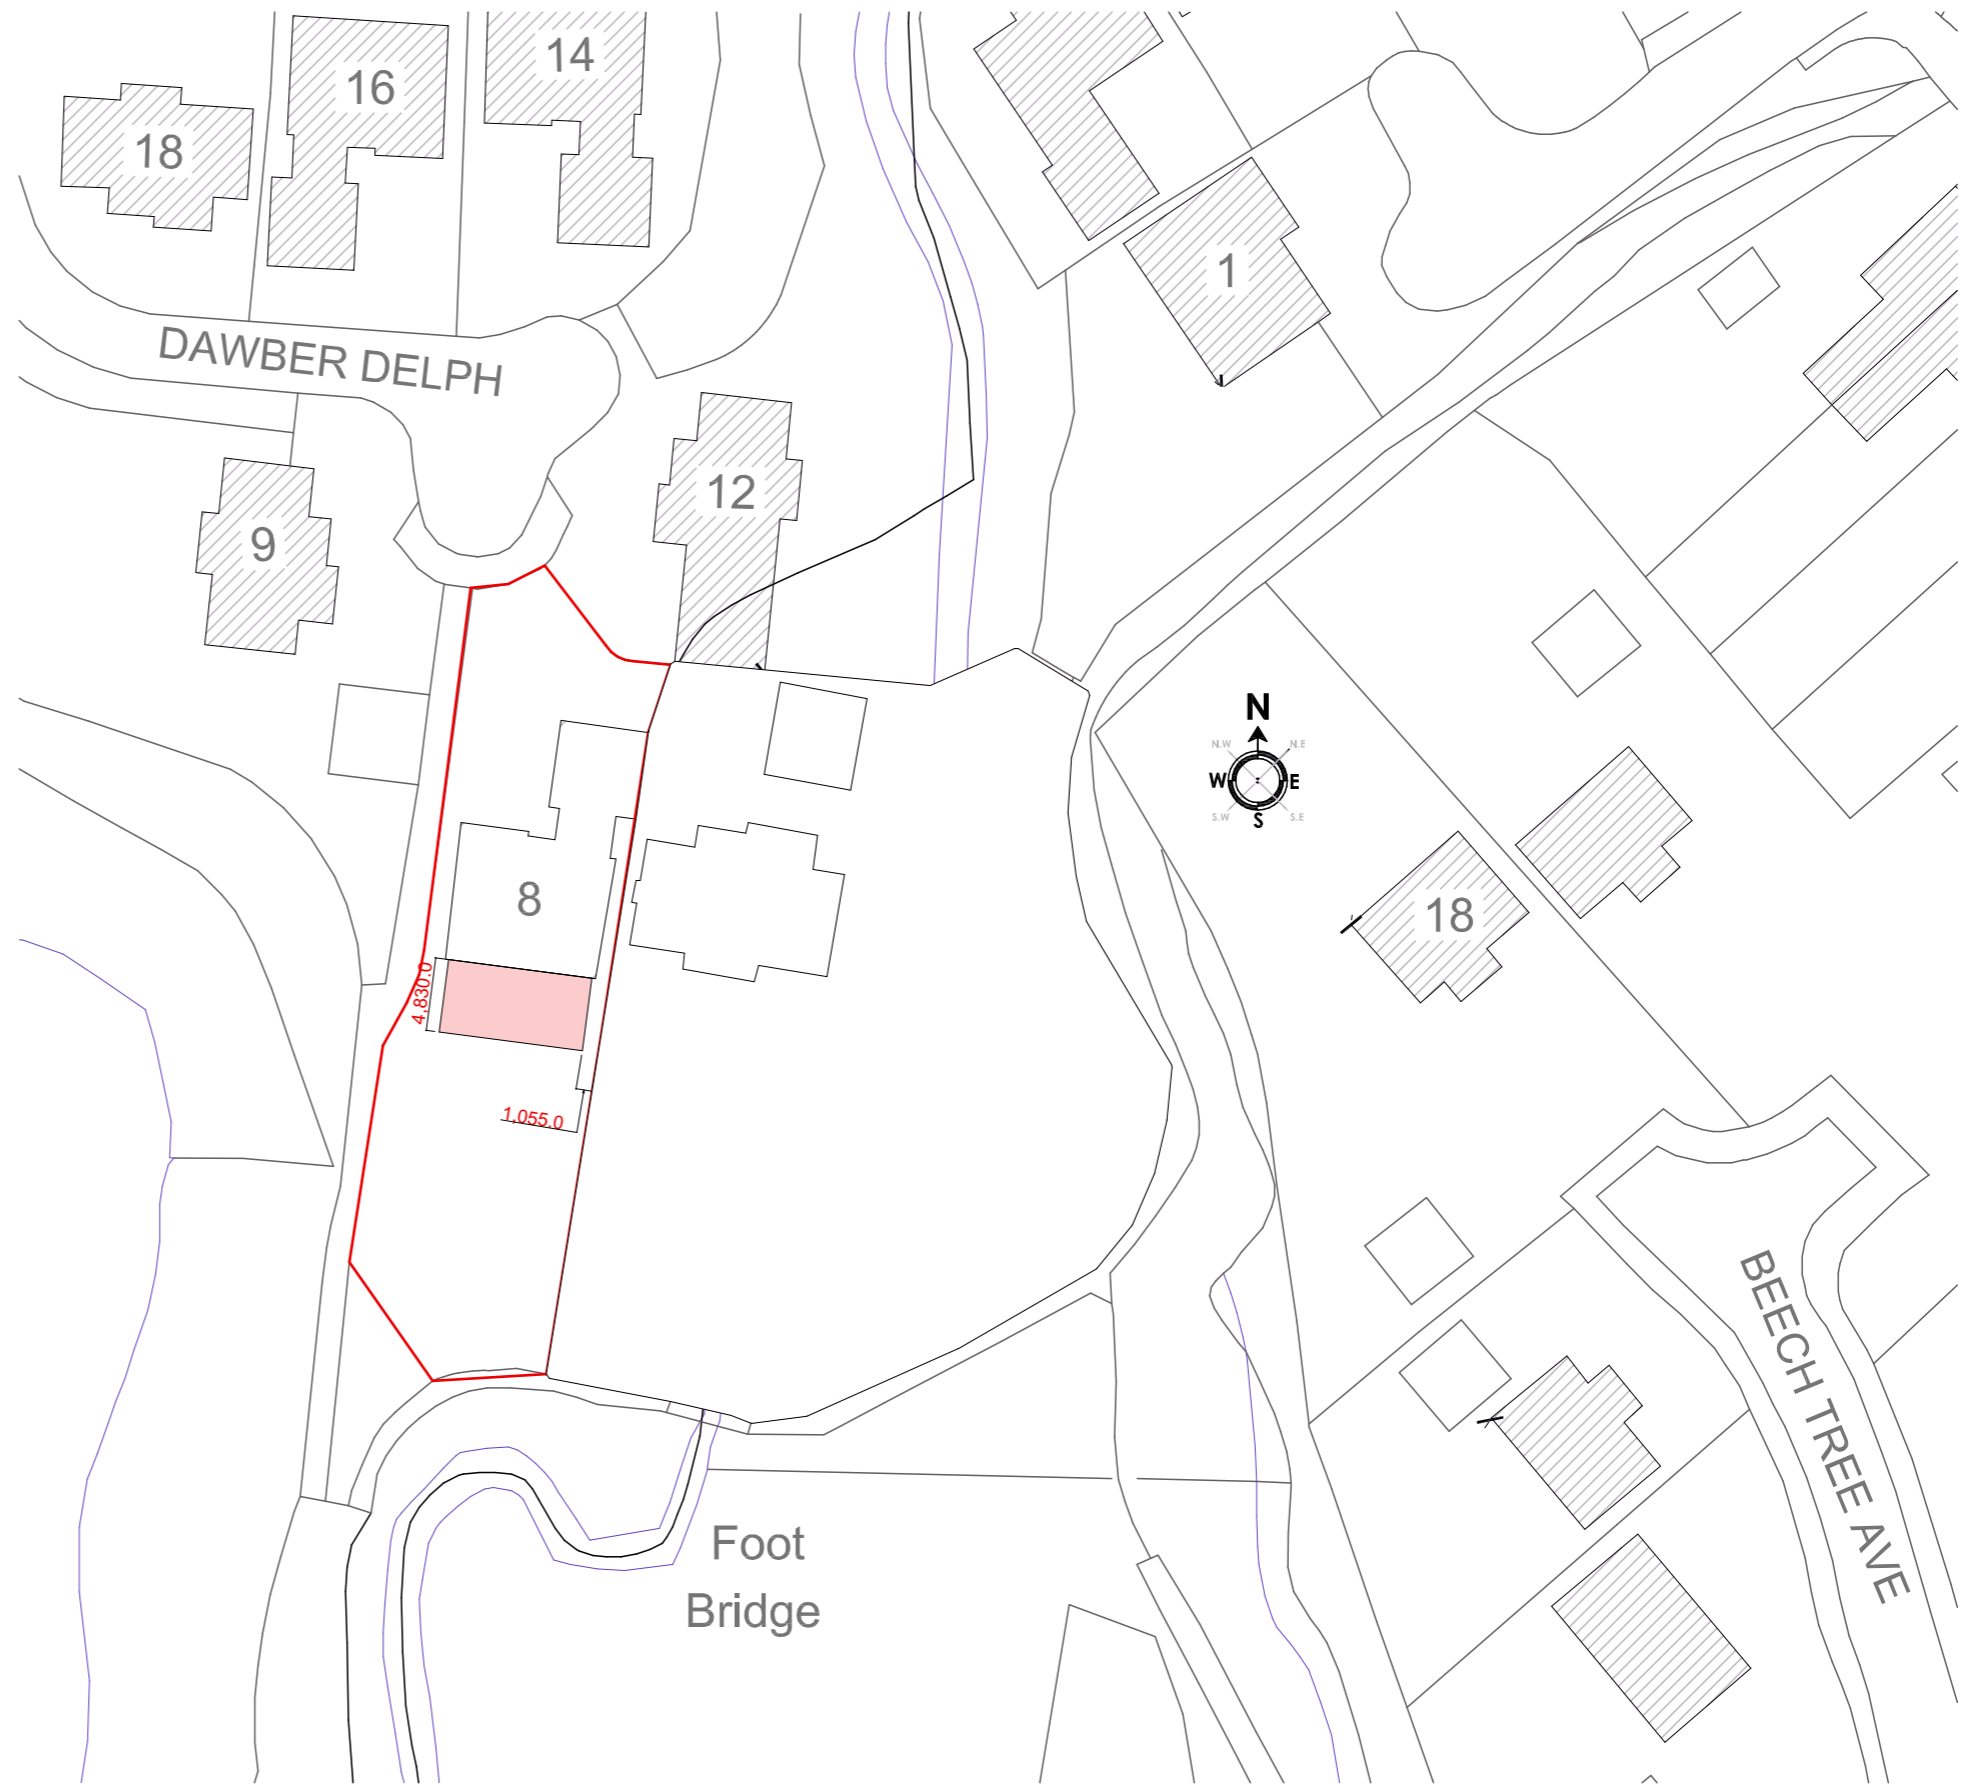 14
16
18
1
DAWBER DELPH
12
9
N
N.W
N.E
W
E
S.W
S
S.E
8
18
4,830.0
1,055.0
BEECH TREE AVE
Foot
Bridge